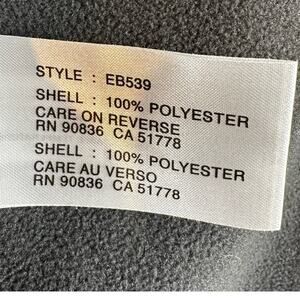 STYLE : EB539
SHELL : 100% POLYESTER
CARE ON REVERSE
RN 90836 CA 51778
SHELL : 100% POLYESTER
CARE AU VERSO
RN 90836 CA 51778